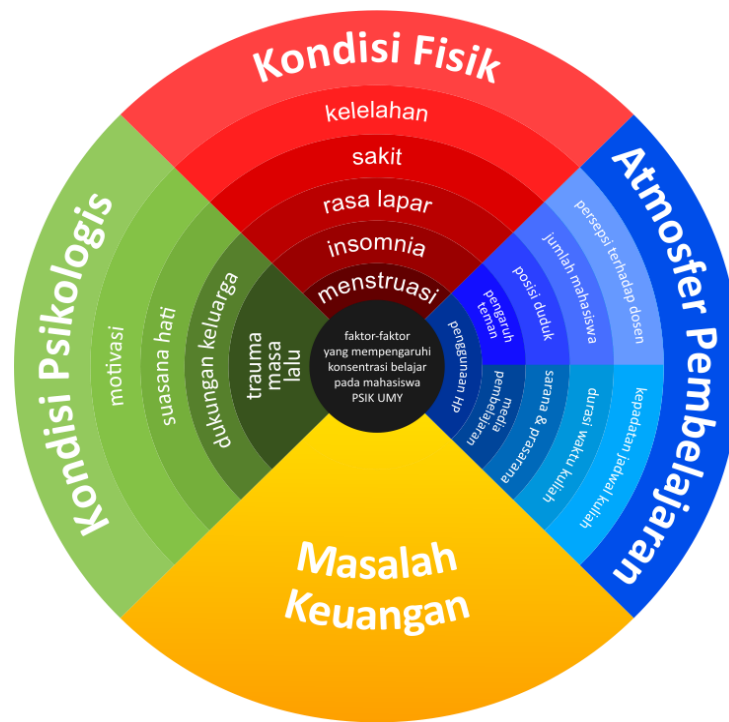 Kondisi Fisik
kelelahan
sakit
rasa lapar
insomnia
menstruasi
Kondisi Psikologis
motivasi
suasana hati
dukungan keluarga
trauma
masa
lalu
faktor-faktor
yang mempengaruhi
konsentrasi belajar
pada mahasiswa
PSIK UMY
Atmosfer Pembelajaran
persepsi terhadap dosen
jumlah mahasiswa
posisi duduk
pengaruh
teman
penggunaan HP
media
pembelajaran
sarana & prasarana
durasi waktu kuliah
kepadatan jadwal kuliah
Masalah
Keuangan